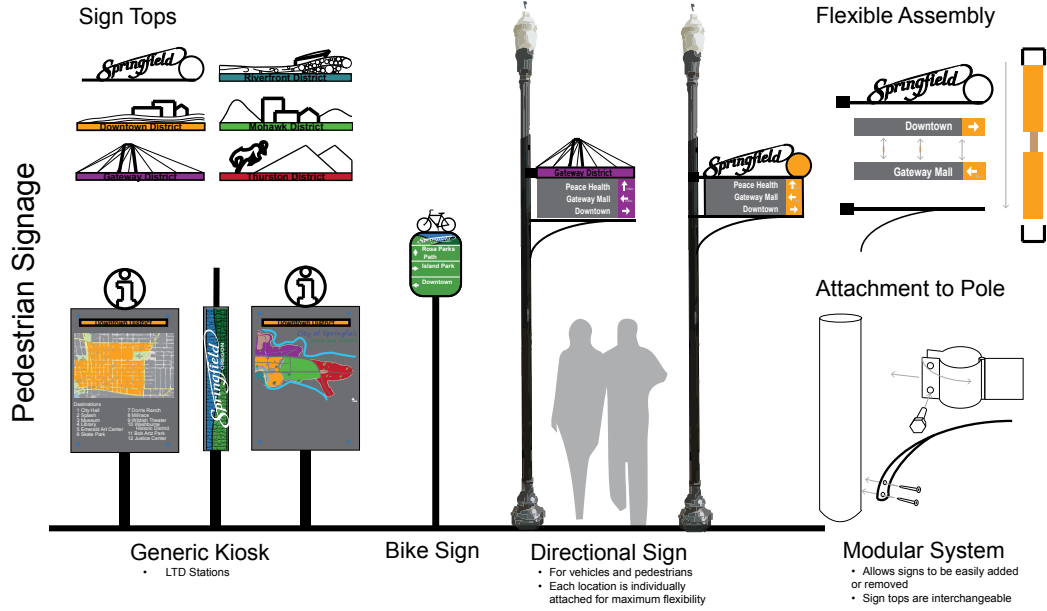 Pedestrian Signage
Sign Tops
Springfield
Riverfront District
Downtown District
Mohawk District
Gateway District
Thurston District
Flexible Assembly
Springfield
Downtown
Gateway Mall
Gateway District
Peace Health
Gateway Mall
Downtown
Springfield
Peace Health
Gateway Mall
Downtown
Springfield
Rosa Parks
Path
Island Park
Downtown
i
Downtown District
Destinations
1 City Hall
2 Splash
3 Museum
4 Library
5 Emerald Art Center
6 Skate Park
7 Dorris Ranch
8 Millrace
9 Wildish Theater
10 Washburne
Historic District
11 Bob Artz Park
12 Justice Center
Springfield
OREGON
i
Downtown District
City of Springfield
Attachment to Pole
Generic Kiosk
• LTD Stations
Bike Sign
Directional Sign
• For vehicles and pedestrians
• Each location is individually
attached for maximum flexibility
Modular System
• Allows signs to be easily added
or removed
• Sign tops are interchangeable